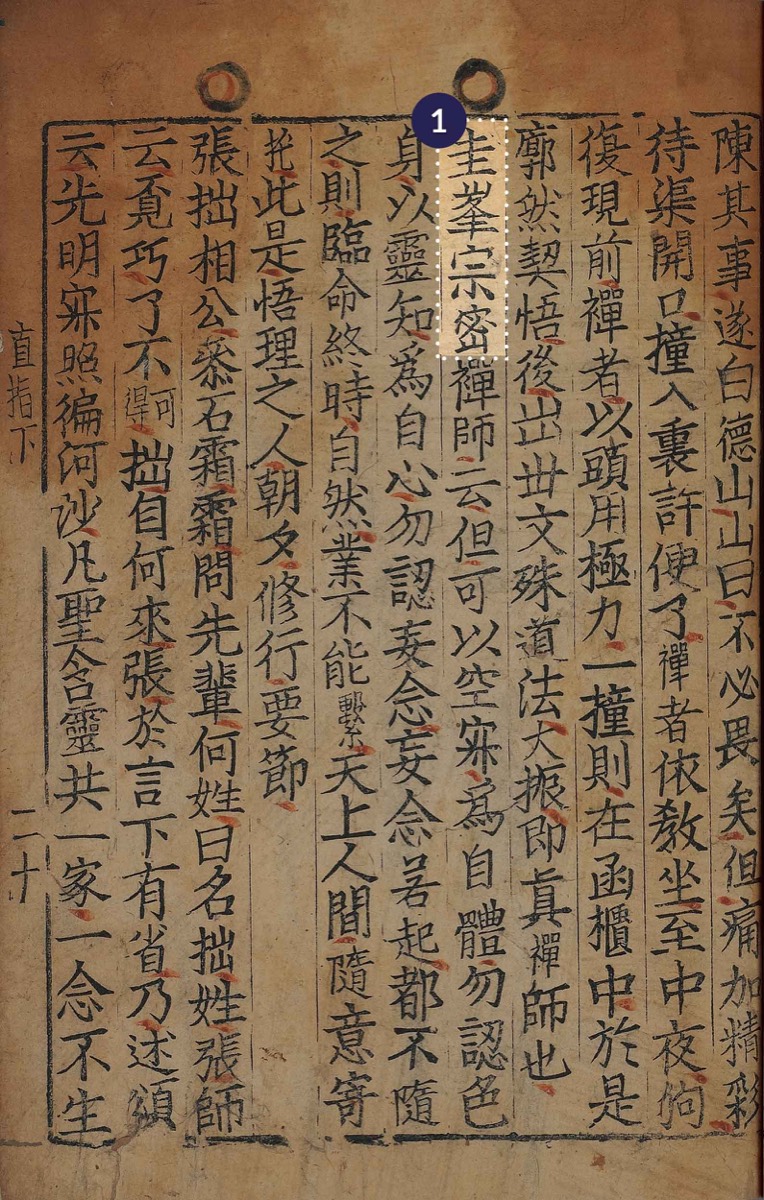 陳其事遂白德山山曰不必畏矣但痛加精彩
待渠開口撞入裏許便了禪者依敎坐至中夜
復現前禪者以頭用極力一撞則在函櫃中於是
廓然契悟後出世文殊道法大振即眞禪師也
1
圭峯宗密禪師云但可以空寂爲自體勿認色
身以靈知爲自心勿認妄念妄念若起都不隨
之則臨命終時自然業不能繫天上人間隨意寄
托此是悟理之人朝夕修行要節
張拙相公叅石霜霜問先輩何姓曰名拙姓張師
云覓巧了不可得拙自何來張於言下有省乃述頌
云光明寂照徧河沙凡聖含靈共一家一念不生
直指下
二十